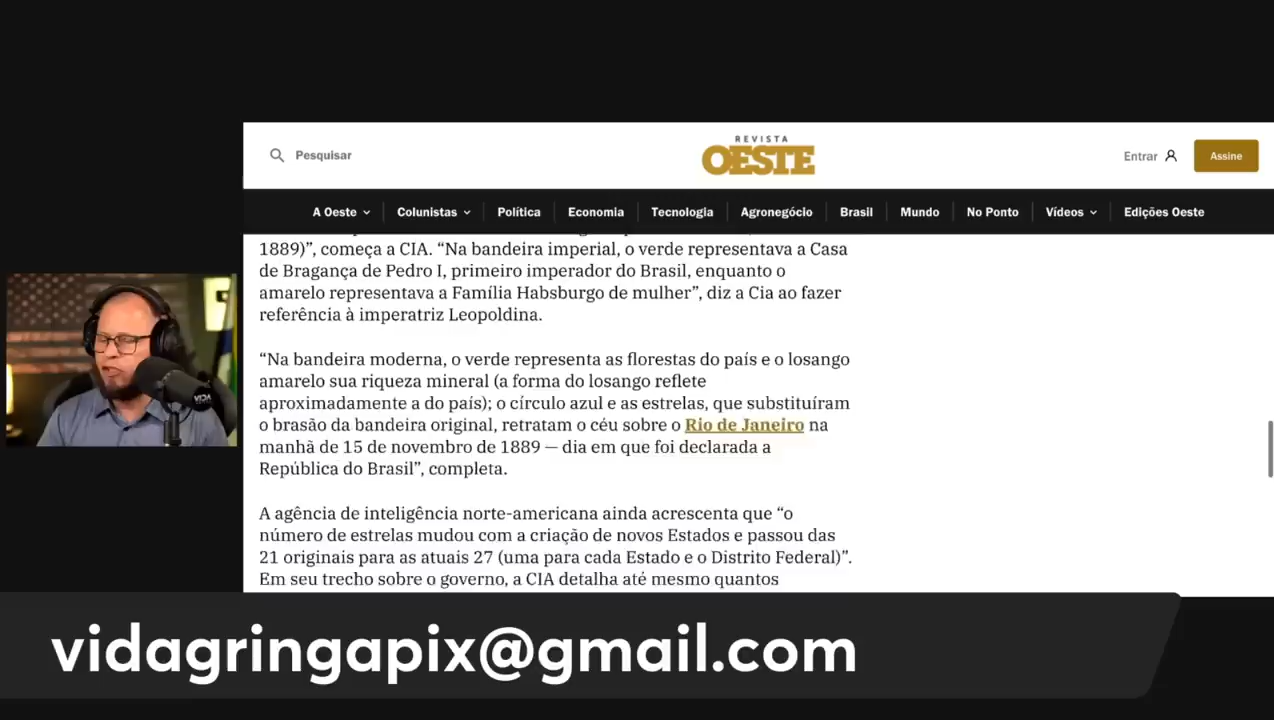 REVISTA
OESTE
Pesquisar
Entrar
Assine
A Oeste
Colunistas
Política
Economia
Tecnologia
Agronegócio
Brasil
Mundo
No Ponto
Vídeos
Edições Oeste
1889)”, começa a CIA. “Na bandeira imperial, o verde representava a Casa
de Bragança de Pedro I, primeiro imperador do Brasil, enquanto o
amarelo representava a Família Habsburgo de mulher”, diz a Cia ao fazer
referência à imperatriz Leopoldina.
“Na bandeira moderna, o verde representa as florestas do país e o losango
amarelo sua riqueza mineral (a forma do losango reflete
aproximadamente a do país); o círculo azul e as estrelas, que substituíram
o brasão da bandeira original, retratam o céu sobre o Rio de Janeiro na
manhã de 15 de novembro de 1889 — dia em que foi declarada a
República do Brasil”, completa.
A agência de inteligência norte-americana ainda acrescenta que “o
número de estrelas mudou com a criação de novos Estados e passou das
21 originais para as atuais 27 (uma para cada Estado e o Distrito Federal)”.
Em seu trecho sobre o governo, a CIA detalha até mesmo quantos
VIDA
vidagringapix@gmail.com